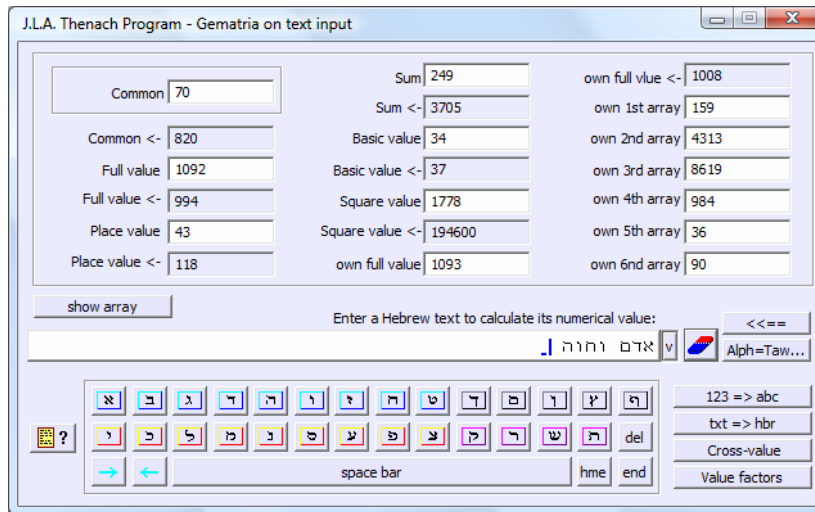 J.L.A. Thenach Program - Gematria on text input
Common 70
Common <- 820
Full value 1092
Full value <- 994
Place value 43
Place value <- 118
Sum 249
Sum <- 3705
Basic value 34
Basic value <- 37
Square value 1778
Square value <- 194600
own full value 1093
own full vlue <- 1008
own 1st array 159
own 2nd array 4313
own 3rd array 8619
own 4th array 984
own 5th array 36
own 6nd array 90
show array
Enter a Hebrew text to calculate its numerical value:
<<==
אדם וחוה
v
Alph=Taw...
א ב ג ד ה ו ז ח ט ך ם ן ץ ף
? י כ ל מ נ ס ע פ צ ק ר ש ת del
→ ← space bar hme end
123 => abc
txt => hbr
Cross-value
Value factors